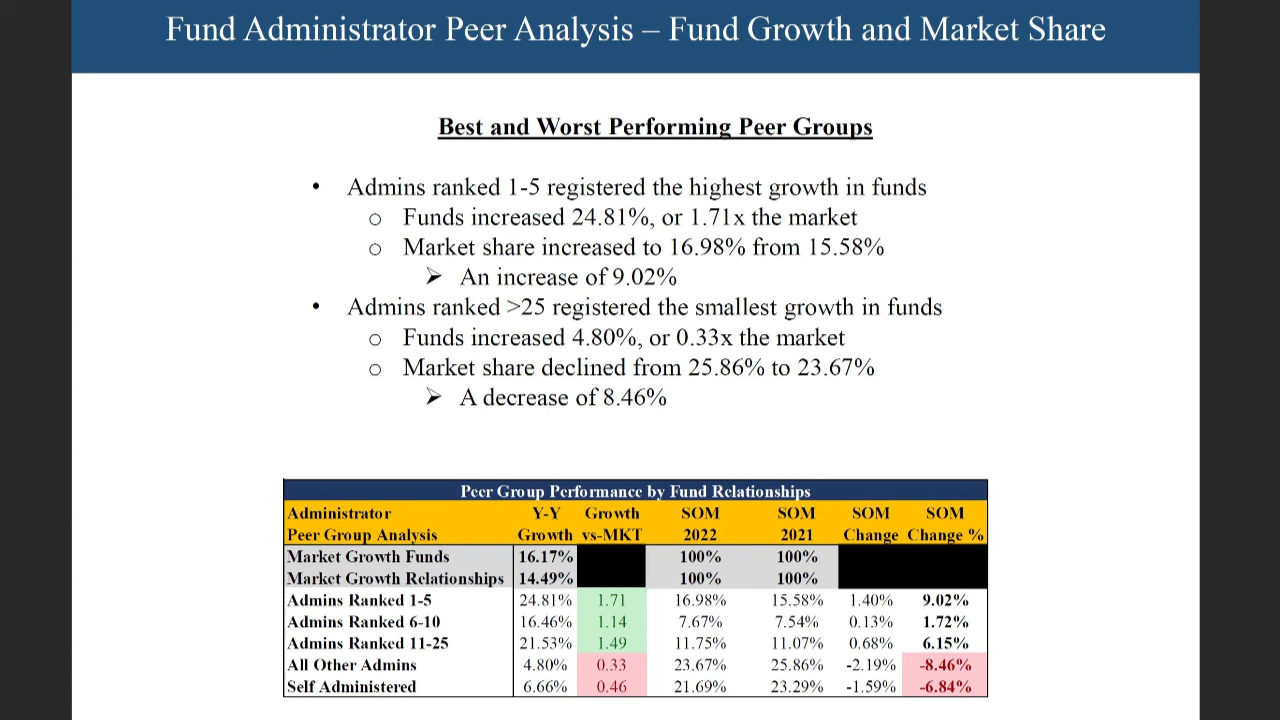 Fund Administrator Peer Analysis – Fund Growth and Market Share
Best and Worst Performing Peer Groups
• Admins ranked 1-5 registered the highest growth in funds
o Funds increased 24.81%, or 1.71x the market
o Market share increased to 16.98% from 15.58%
➢ An increase of 9.02%
• Admins ranked >25 registered the smallest growth in funds
o Funds increased 4.80%, or 0.33x the market
o Market share declined from 25.86% to 23.67%
➢ A decrease of 8.46%
Peer Group Performance by Fund Relationships
Administrator Y-Y Growth SOM SOM SOM SOM
Peer Group Analysis Growth vs-MKT 2022 2021 Change Change %
Market Growth Funds 16.17% 100% 100%
Market Growth Relationships 14.49% 100% 100%
Admins Ranked 1-5 24.81% 1.71 16.98% 15.58% 1.40% 9.02%
Admins Ranked 6-10 16.46% 1.14 7.67% 7.54% 0.13% 1.72%
Admins Ranked 11-25 21.53% 1.49 11.75% 11.07% 0.68% 6.15%
All Other Admins 4.80% 0.33 23.67% 25.86% -2.19% -8.46%
Self Administered 6.66% 0.46 21.69% 23.29% -1.59% -6.84%